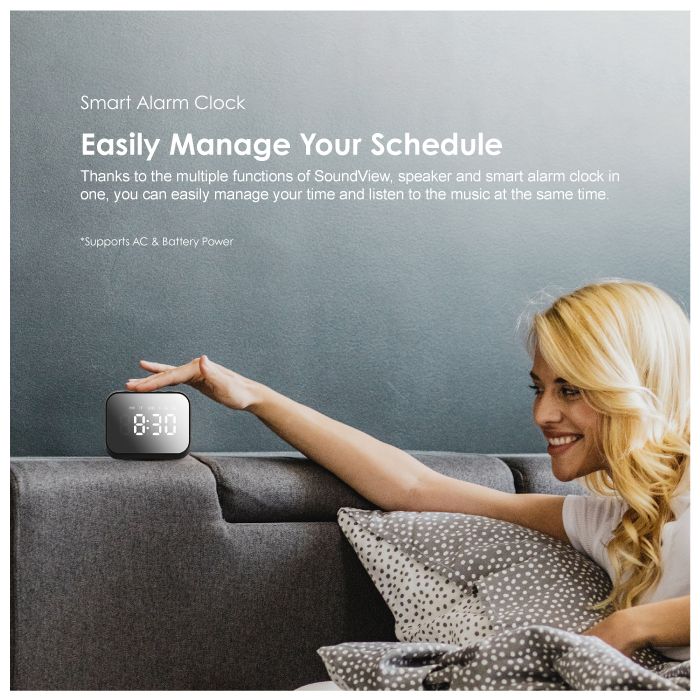 Smart Alarm Clock
Easily Manage Your Schedule
Thanks to the multiple functions of SoundView, speaker and smart alarm clock in
one, you can easily manage your time and listen to the music at the same time.
*Supports AC & Battery Power
8:30